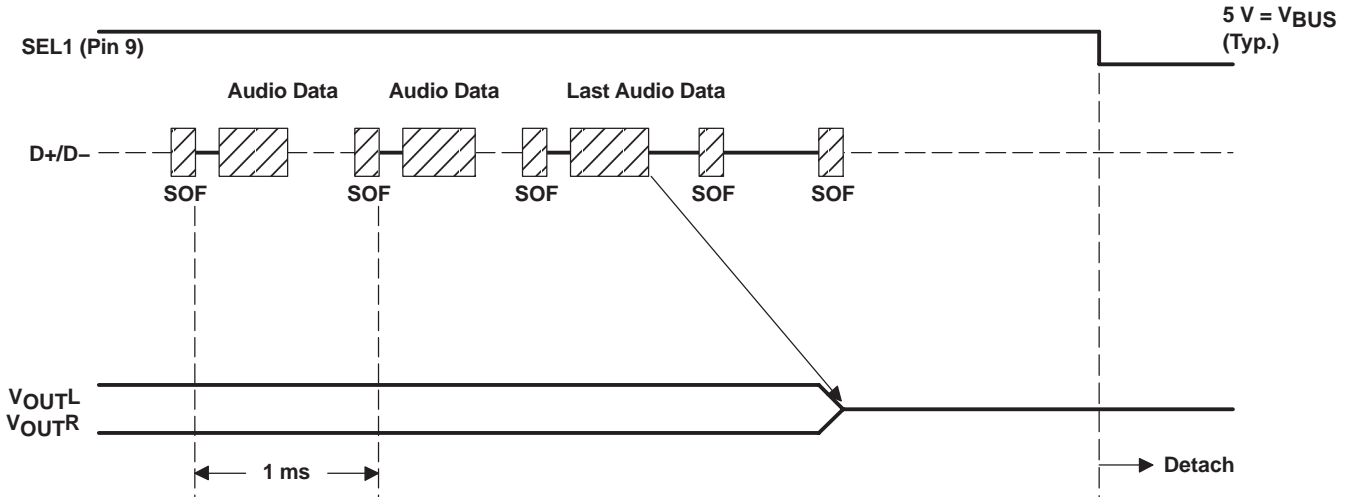 5 V = VBUS
(Typ.)
SEL1 (Pin 9)
Audio Data
Audio Data
Last Audio Data
D+/D–
SOF
SOF
SOF
SOF
SOF
VOUTL
VOUTR
1 ms
Detach